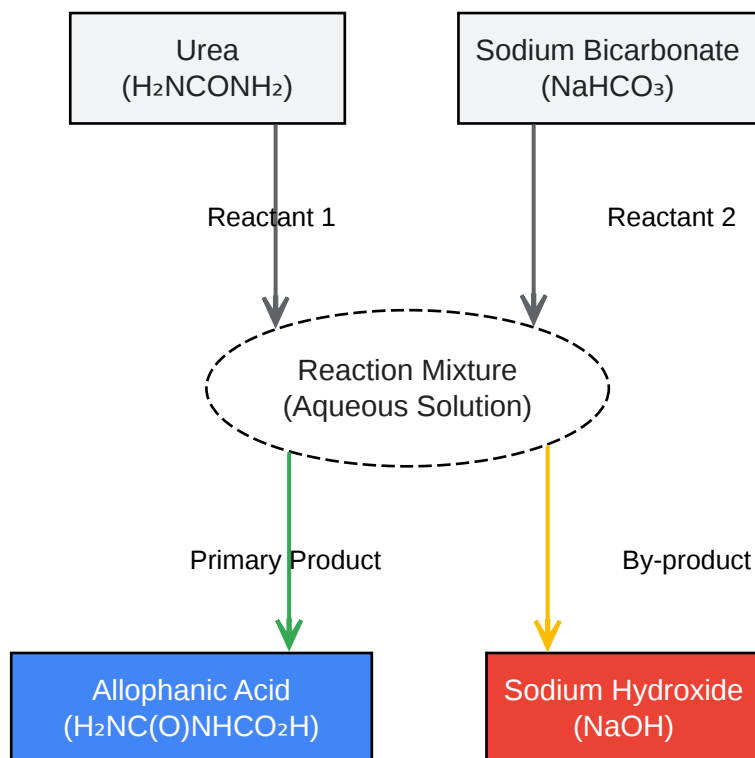 Urea
(H₂NCONH₂)
Sodium Bicarbonate
(NaHCO₃)
Reactant 1
Reactant 2
Reaction Mixture
(Aqueous Solution)
Primary Product
By-product
Allophanic Acid
(H₂NC(O)NHCO₂H)
Sodium Hydroxide
(NaOH)